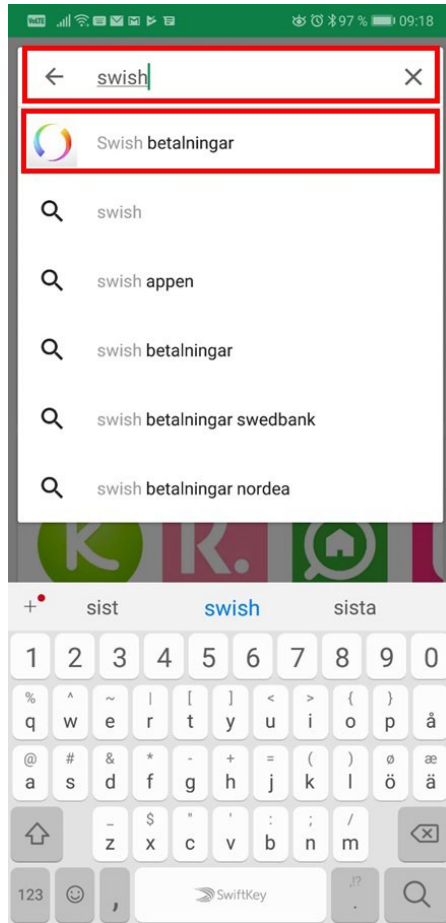 VoLTE 97 % 09:18
swish
Swish betalningar
swish
swish appen
swish betalningar
swish betalningar swedbank
swish betalningar nordea
K R.
+ sist swish sista
1 2 3 4 5 6 7 8 9 0
% ^ ~ | [ ] < > { }
q w e r t y u i o p å
@ # & * - + = ( ) ø æ
a s d f g h j k l ö ä
_ $ " ' : ; /
z x c v b n m
123 , SwiftKey ,!? .